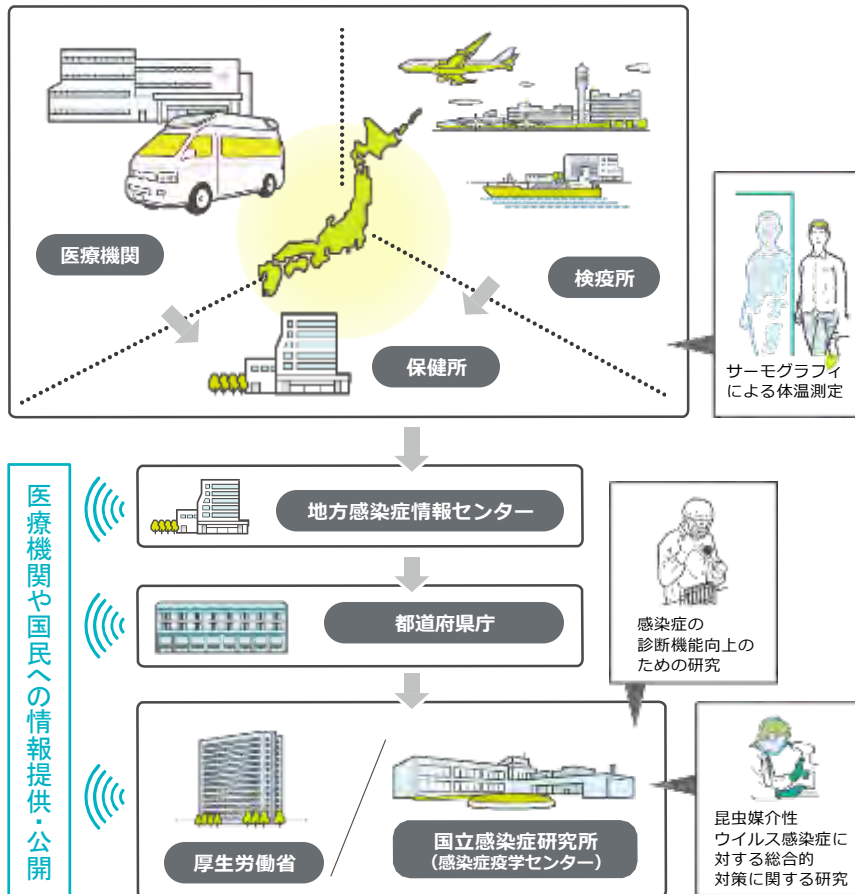 医療機関
検疫所
保健所
サーモグラフィ
による体温測定
医療機関や国民への情報提供・公開
地方感染症情報センター
都道府県庁
感染症の
診断機能向上の
ための研究
厚生労働省
国立感染症研究所
(感染症疫学センター)
昆虫媒介性
ウイルス感染症に
対する総合的
対策に関する研究